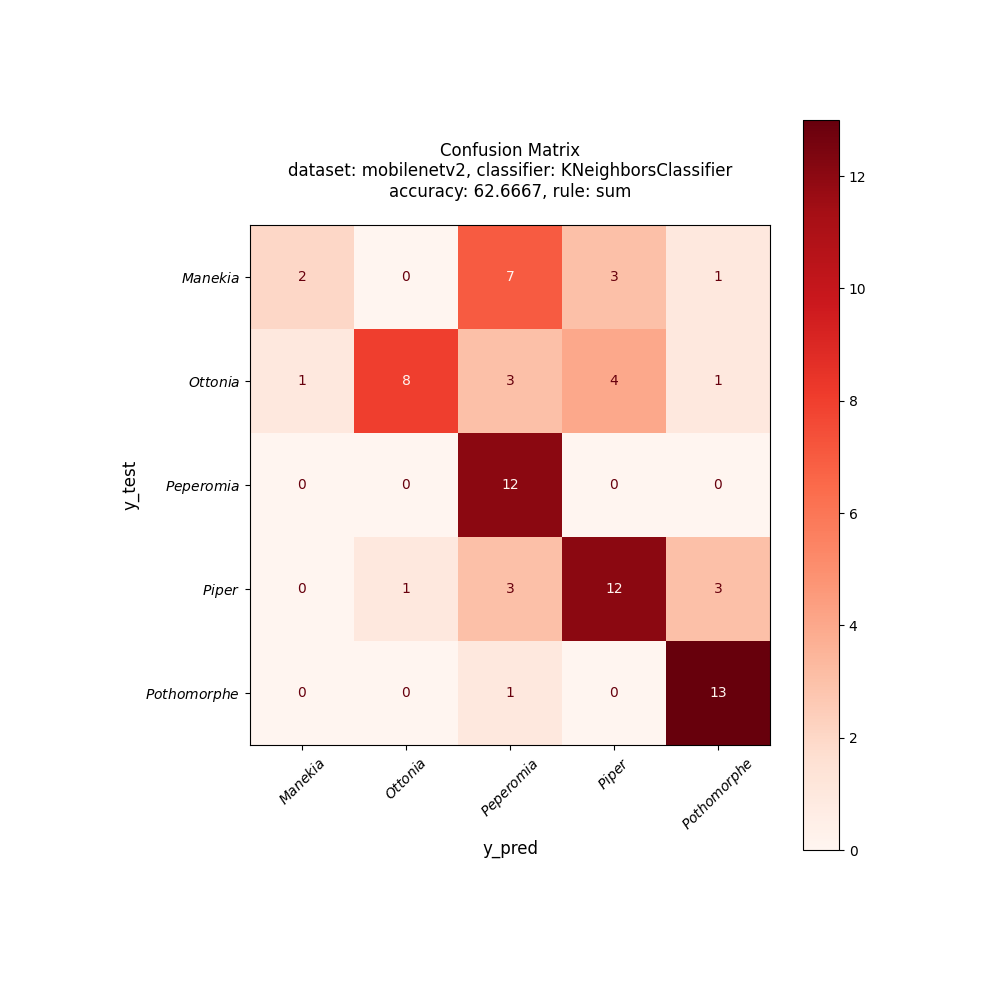 Confusion Matrix
dataset: mobilenetv2, classifier: KNeighborsClassifier
accuracy: 62.6667, rule: sum
Manekia 2 0 7 3 1
Ottonia 1 8 3 4 1
Peperomia 0 0 12 0 0
Piper 0 1 3 12 3
Pothomorphe 0 0 1 0 13
Manekia Ottonia Peperomia Piper Pothomorphe
y_pred
y_test
12
10
8
6
4
2
0